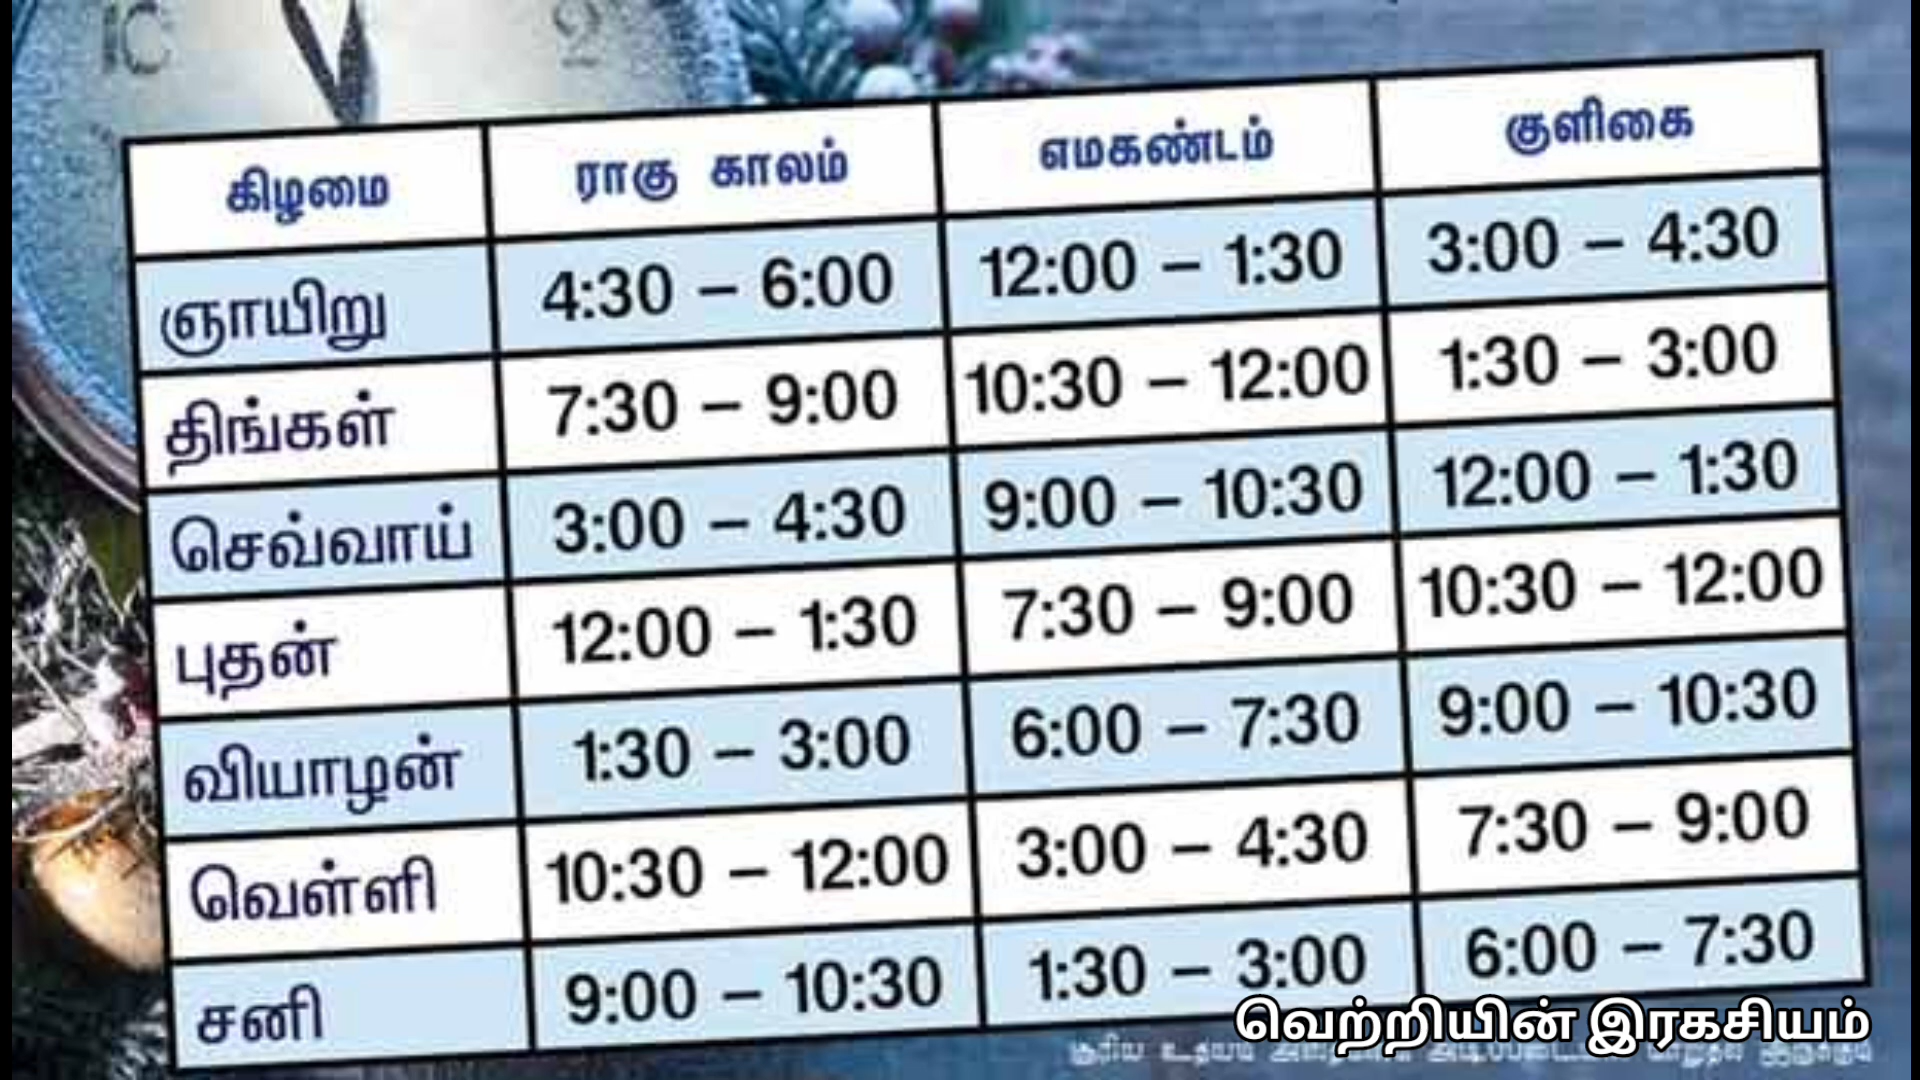 கிழமை ராகு காலம் எமகண்டம் குளிகை
ஞாயிறு 4:30 – 6:00 12:00 – 1:30 3:00 – 4:30
திங்கள் 7:30 – 9:00 10:30 – 12:00 1:30 – 3:00
செவ்வாய் 3:00 – 4:30 9:00 – 10:30 12:00 – 1:30
புதன் 12:00 – 1:30 7:30 – 9:00 10:30 – 12:00
வியாழன் 1:30 – 3:00 6:00 – 7:30 9:00 – 10:30
வெள்ளி 10:30 – 12:00 3:00 – 4:30 7:30 – 9:00
சனி 9:00 – 10:30 1:30 – 3:00 6:00 – 7:30
வெற்றியின் இரகசியம்